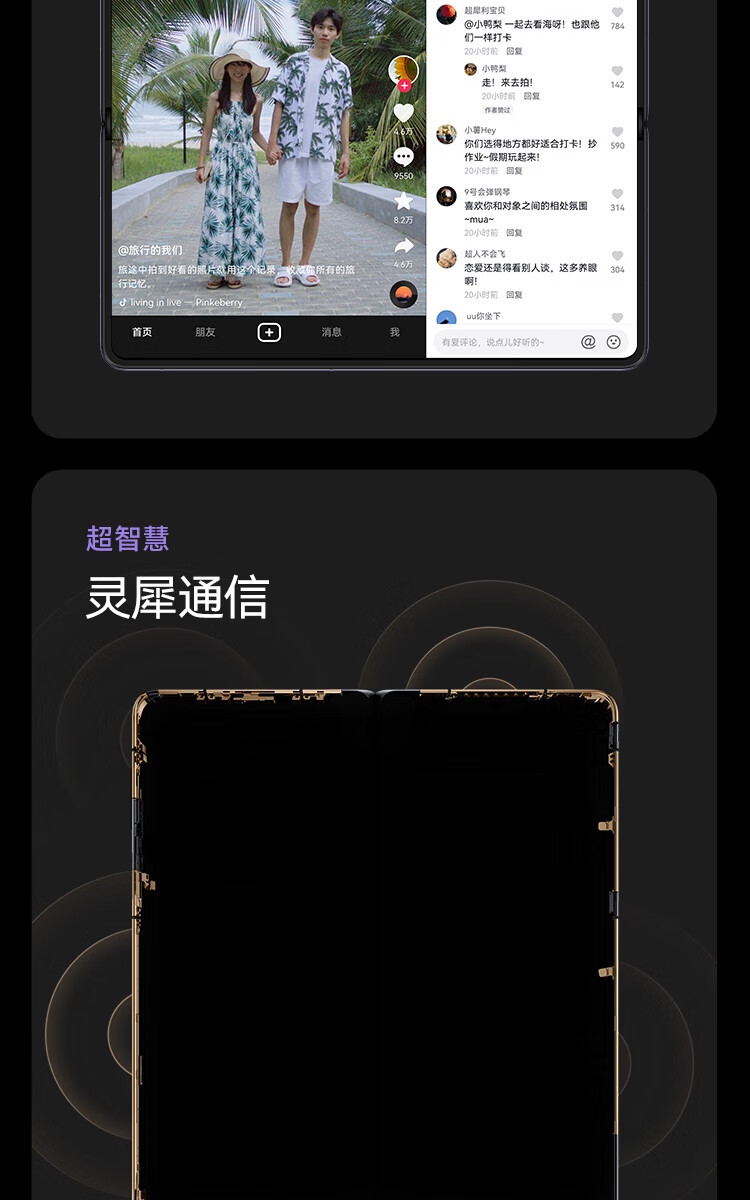 超犀利宝贝
@小鸭梨 一起去看海呀！也跟他
们一样打卡
784
20小时前 回复
小鸭梨
走！来去拍！
142
20小时前 回复
作者赞过
小薯Hey
你们选得地方都好适合打卡！抄
作业~假期玩起来！
590
20小时前 回复
9号会弹钢琴
喜欢你和对象之间的相处氛围
~mua~
314
20小时前 回复
超人不会飞
恋爱还是得看别人谈，这多养眼
啊！
304
20小时前 回复
uu你坐下
有爱评论，说点儿好听的~
4.6万
9550
8.2万
4.6万
@旅行的我们
旅途中拍到好看的照片就用这个记录，收藏你所有的旅
行记忆。
living in live — Pinkeberry
首页 朋友 消息 我
超智慧
灵犀通信